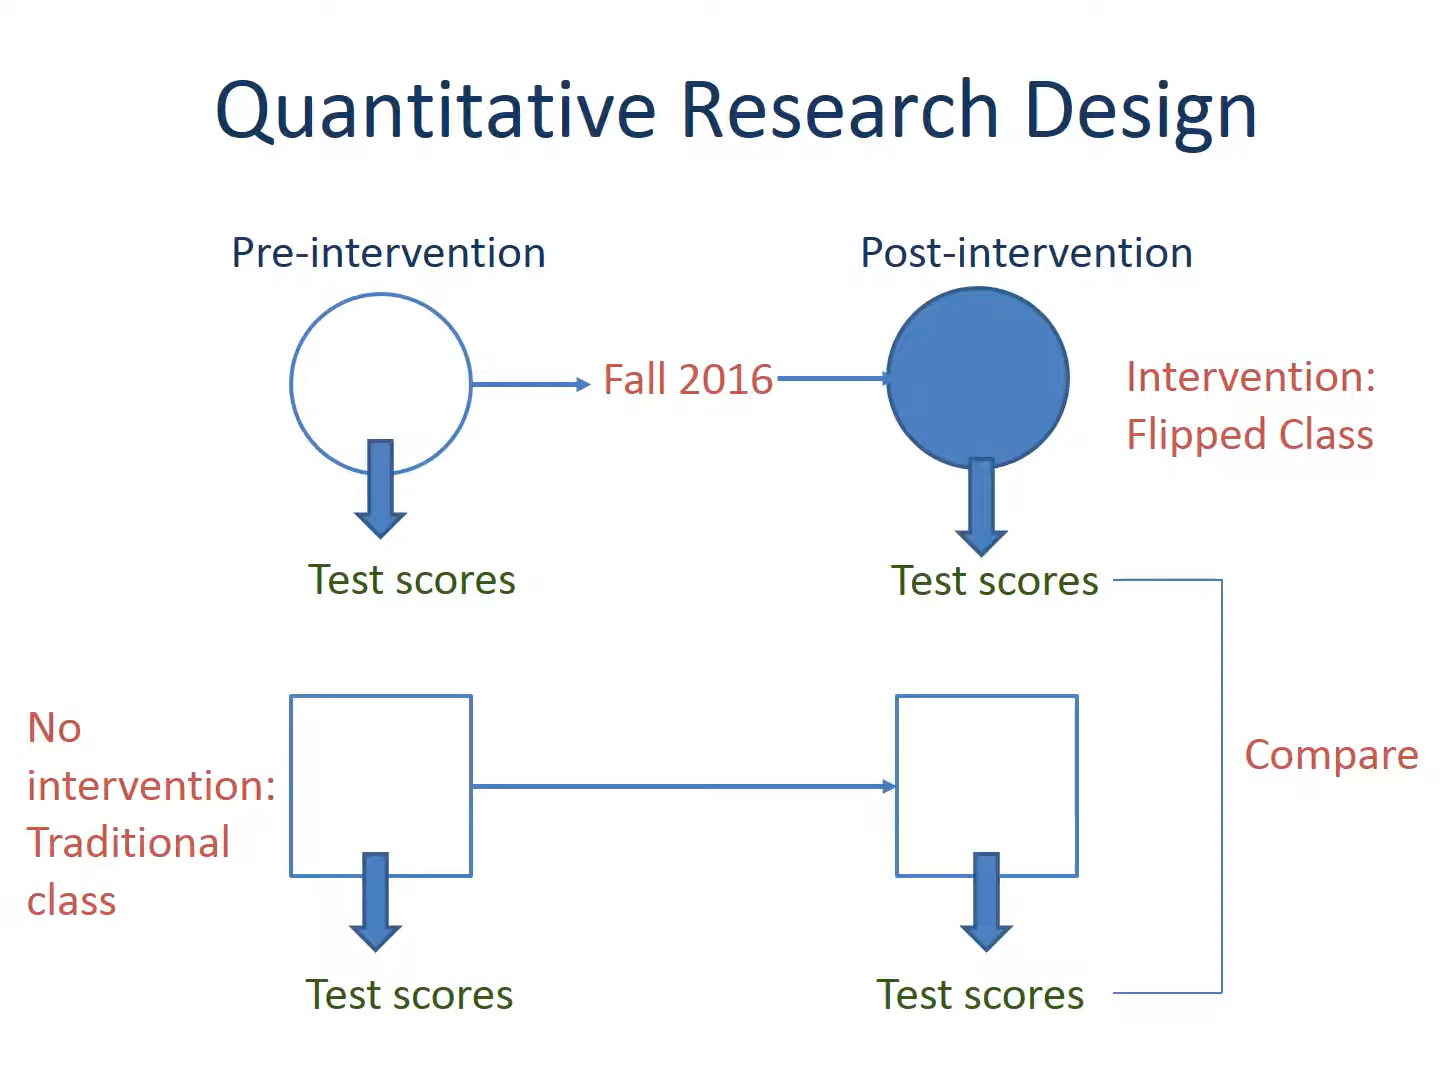 Quantitative Research Design
Pre-intervention
Post-intervention
Fall 2016
Intervention:
Flipped Class
Test scores
Test scores
No
intervention:
Traditional
class
Compare
Test scores
Test scores